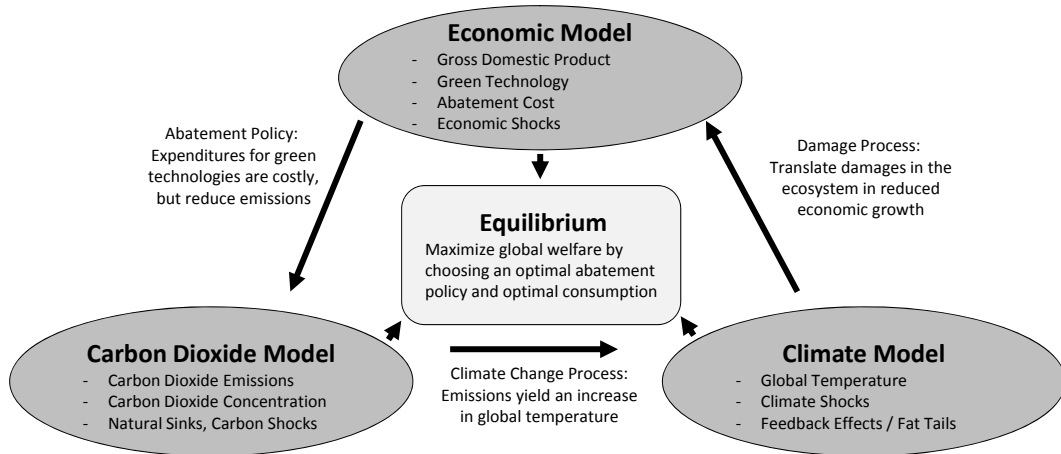 Economic Model
- Gross Domestic Product
- Green Technology
- Abatement Cost
- Economic Shocks
Abatement Policy:
Expenditures for green
technologies are costly,
but reduce emissions
Damage Process:
Translate damages in the
ecosystem in reduced
economic growth
Equilibrium
Maximize global welfare by
choosing an optimal abatement
policy and optimal consumption
Carbon Dioxide Model
- Carbon Dioxide Emissions
- Carbon Dioxide Concentration
- Natural Sinks, Carbon Shocks
Climate Change Process:
Emissions yield an increase
in global temperature
Climate Model
- Global Temperature
- Climate Shocks
- Feedback Effects / Fat Tails